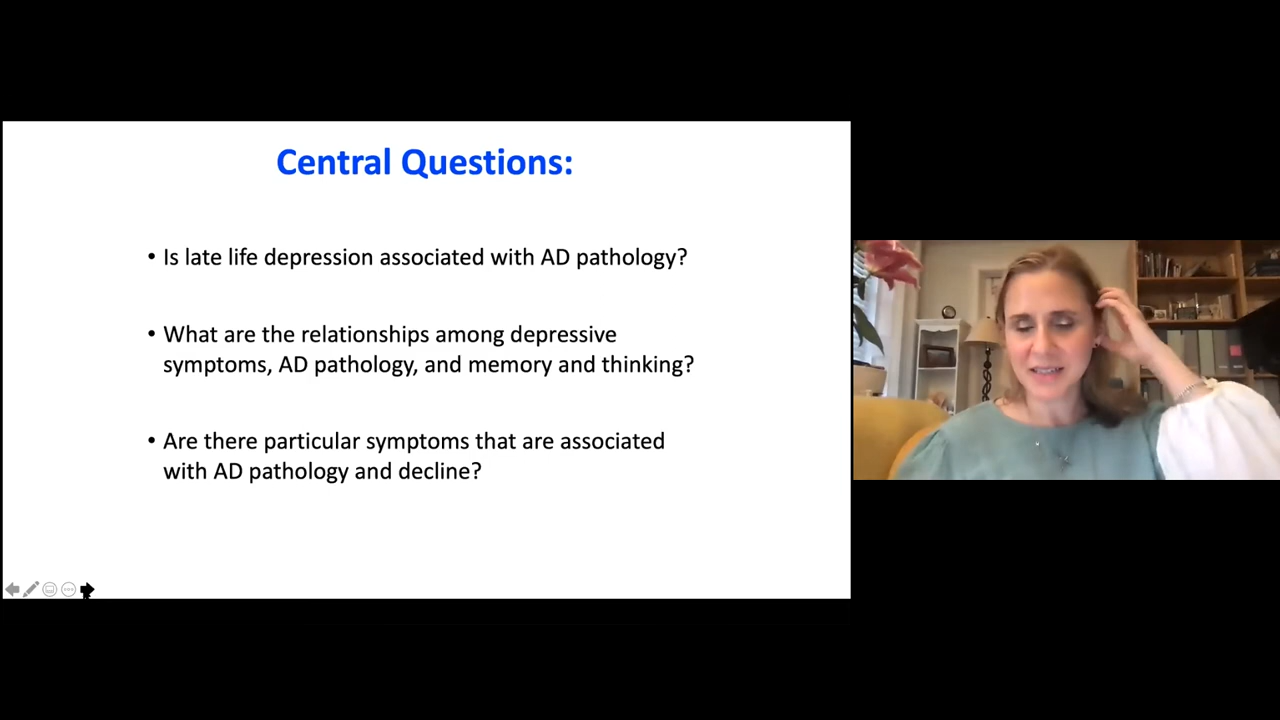 Central Questions:
• Is late life depression associated with AD pathology?
• What are the relationships among depressive
symptoms, AD pathology, and memory and thinking?
• Are there particular symptoms that are associated
with AD pathology and decline?